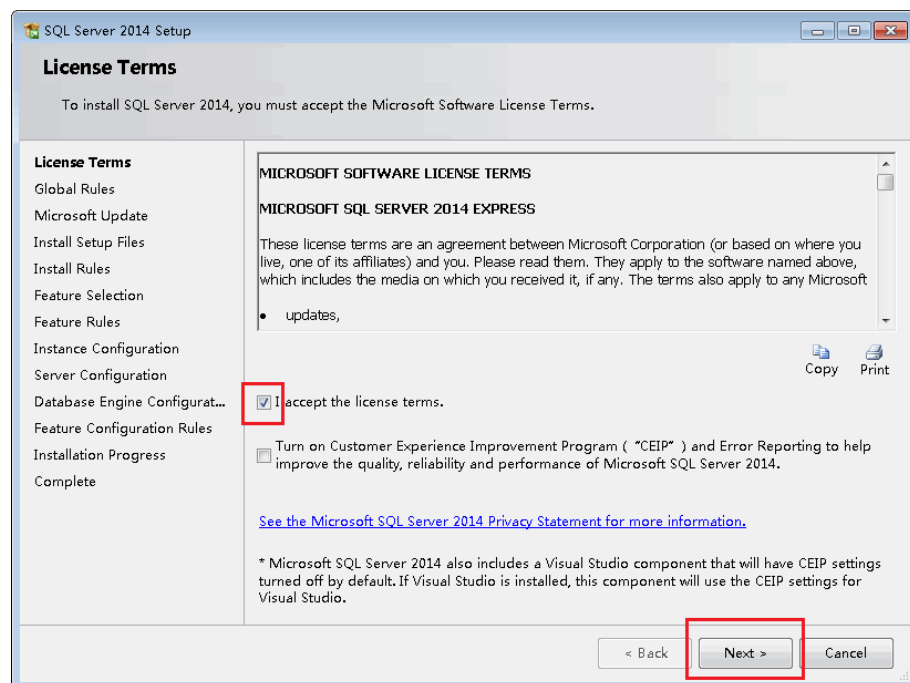 SQL Server 2014 Setup
License Terms
To install SQL Server 2014, you must accept the Microsoft Software License Terms.
License Terms
Global Rules
Microsoft Update
Install Setup Files
Install Rules
Feature Selection
Feature Rules
Instance Configuration
Server Configuration
Database Engine Configurat...
Feature Configuration Rules
Installation Progress
Complete
MICROSOFT SOFTWARE LICENSE TERMS
MICROSOFT SQL SERVER 2014 EXPRESS
These license terms are an agreement between Microsoft Corporation (or based on where you
live, one of its affiliates) and you. Please read them. They apply to the software named above,
which includes the media on which you received it, if any. The terms also apply to any Microsoft
• updates,
Copy Print
I accept the license terms.
Turn on Customer Experience Improvement Program ( “CEIP” ) and Error Reporting to help
improve the quality, reliability and performance of Microsoft SQL Server 2014.
See the Microsoft SQL Server 2014 Privacy Statement for more information.
* Microsoft SQL Server 2014 also includes a Visual Studio component that will have CEIP settings
turned off by default. If Visual Studio is installed, this component will use the CEIP settings for
Visual Studio.
< Back Next > Cancel